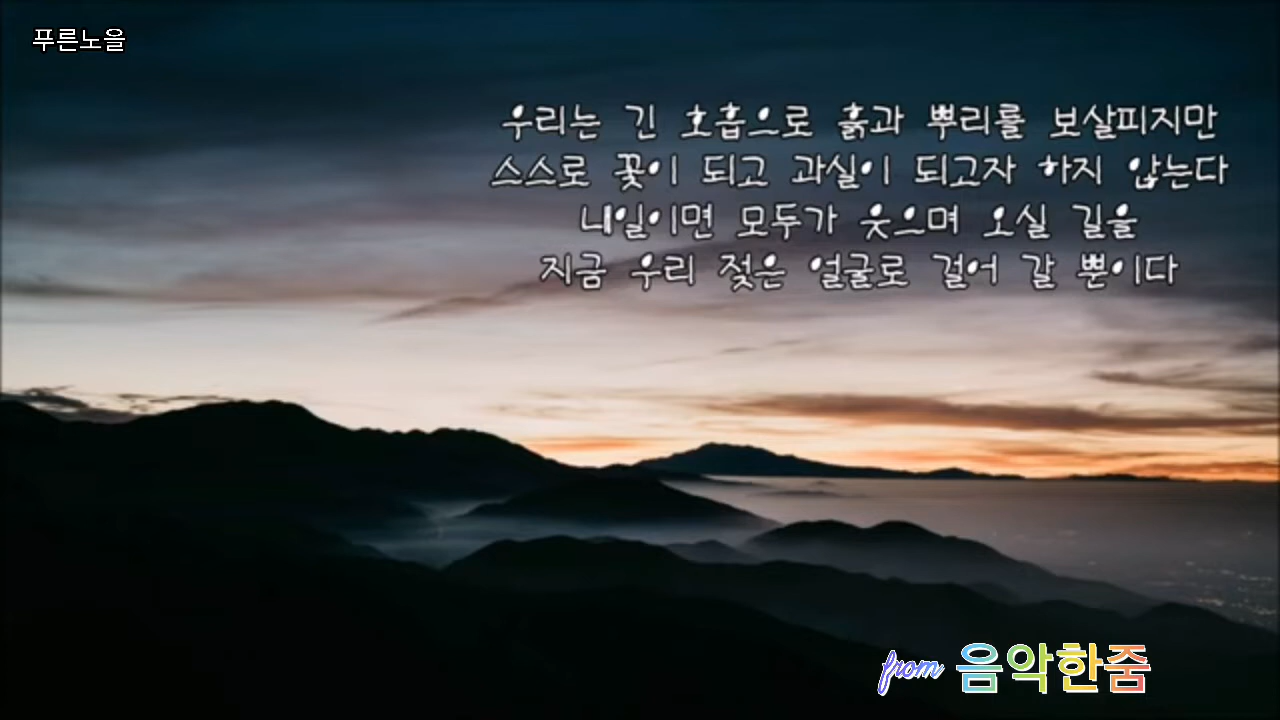 푸른노을
우리는 긴 호흡으로 흙과 뿌리를 보살피지만
스스로 꽃이 되고 과실이 되고자 하지 않는다
내일이면 모두가 웃으며 오실 길을
지금 우리 젖은 얼굴로 걸어 갈 뿐이다
from 음악한줌